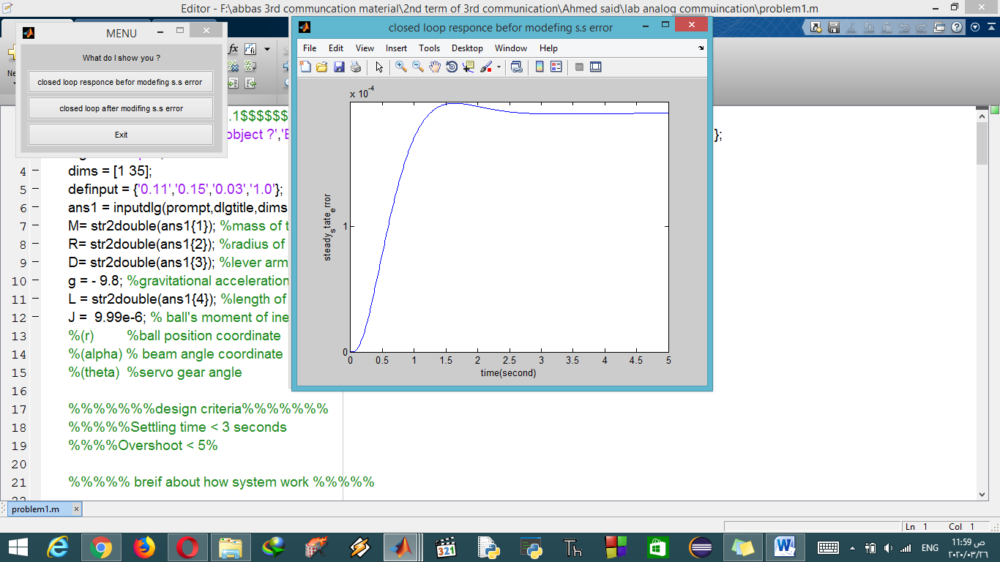 Editor - F:\abbas 3rd communcation material\2nd term of 3rd communication\Ahmed said\lab analog commuincation\problem1.m
MENU
What do I show you ?
closed loop responce befor modefing s.s error
closed loop after modifing s.s error
Exit
closed loop responce befor modefing s.s error
File Edit View Insert Tools Desktop Window Help
x 10-4
1
0
0 0.5 1 1.5 2 2.5 3 3.5 4 4.5 5
time(second)
steadystateerror
fx
Ne
.1$$$$$$
object ?','E
};
4 – dims = [1 35];
5 – definput = {'0.11','0.15','0.03','1.0'};
6 – ans1 = inputdlg(prompt,dlgtitle,dims
7 – M= str2double(ans1{1}); %mass of t
8 – R= str2double(ans1{2}); %radius of
9 – D= str2double(ans1{3}); %lever arm
10 – g = - 9.8; %gravitational acceleration
11 – L = str2double(ans1{4}); %length of
12 – J = 9.99e-6; % ball's moment of ine
13 %(r) %ball position coordinate
14 %(alpha) % beam angle coordinate
15 %(theta) %servo gear angle
16
17 %%%%%%%design criteria%%%%%%%
18 %%%%%Settling time < 3 seconds
19 %%%%Overshoot < 5%
20
21 %%%%% breif about how system work %%%%%
problem1.m ×
Ln 1 Col 1
321
Th
ENG
11:59 ص
٢٠٢٠/٠٣/٢٦